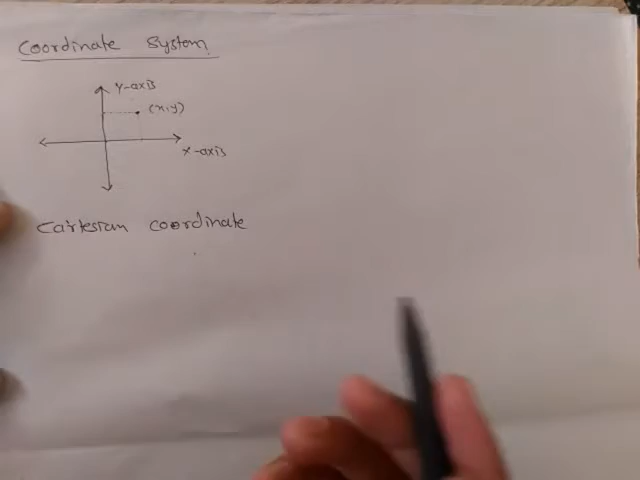 Coordinate System
Y-axis
(x,y)
X-axis
Cartesian coordinate